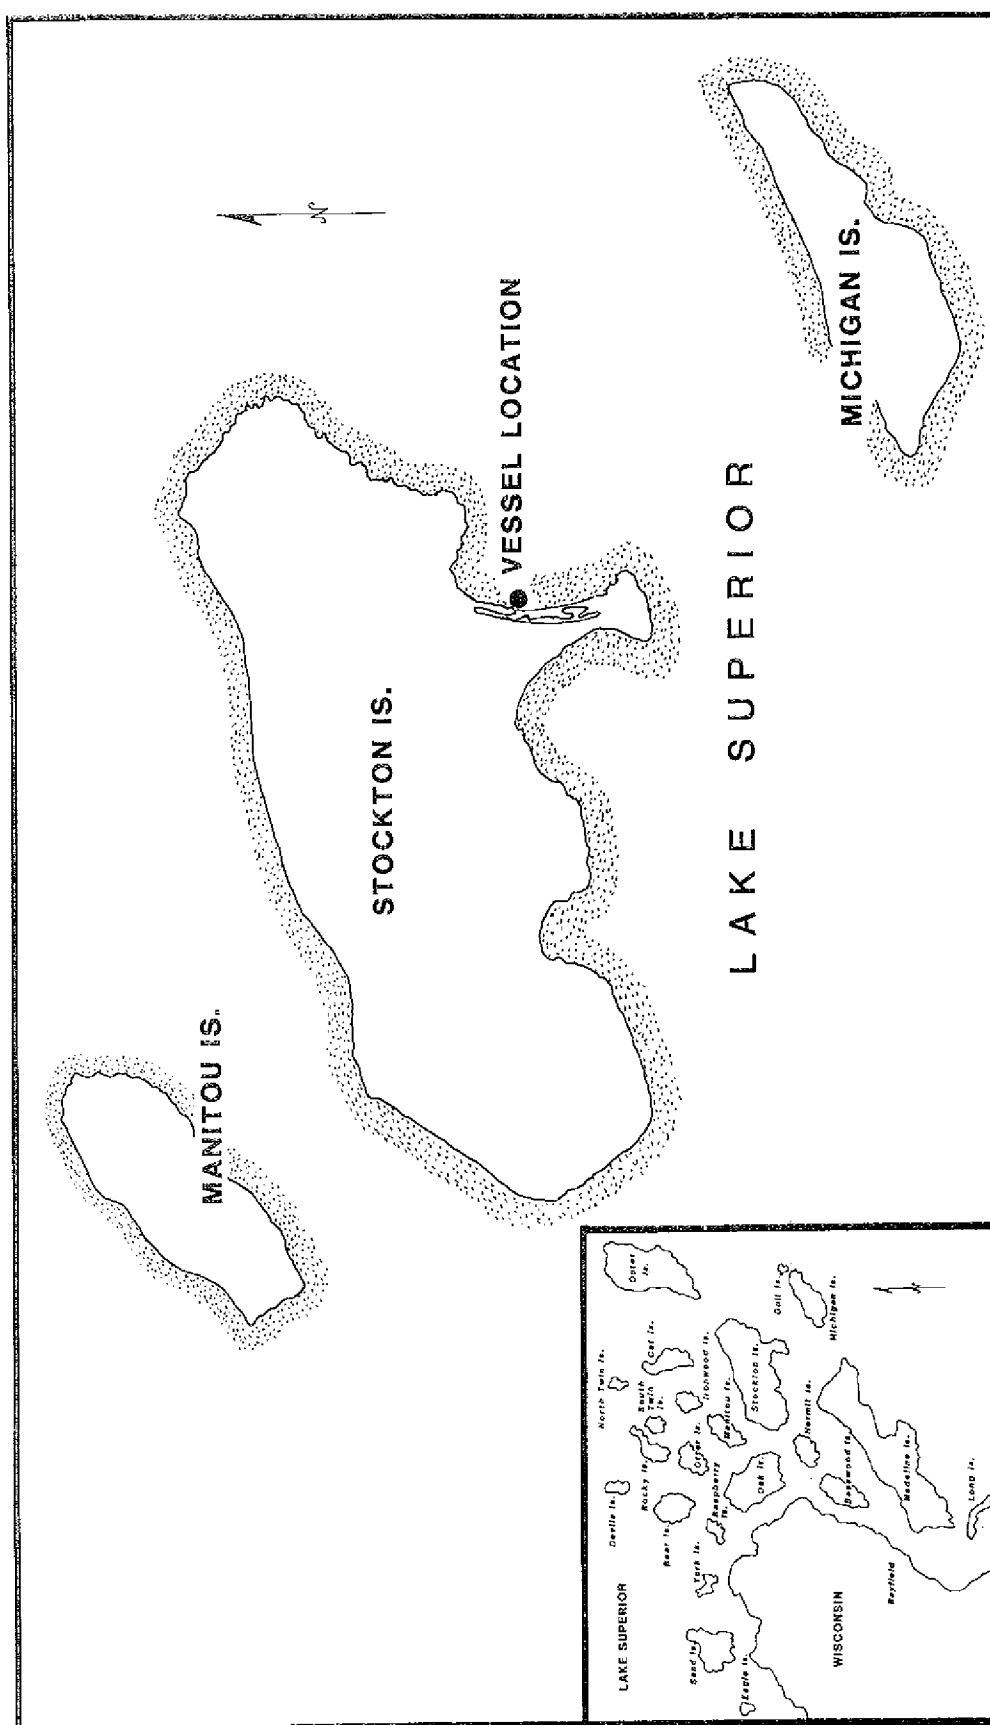 MANITOU IS.
STOCKTON IS.
VESSEL LOCATION
N
MICHIGAN IS.
LAKE SUPERIOR
LAKE SUPERIOR
WISCONSIN
Devils Is.
North Twin Is.
Rocky Is.
South
Twin
Is.
Cat Is.
Outer
Is.
Bear Is.
Otter Is.
Ironwood Is.
Sand Is.
York Is.
Raspberry
Is.
Manitou Is.
Eagle Is.
Oak Is.
Stockton Is.
Gull Is.
Michigan Is.
Hermit Is.
Basswood Is.
Madeline Is.
Bayfield
Long Is.